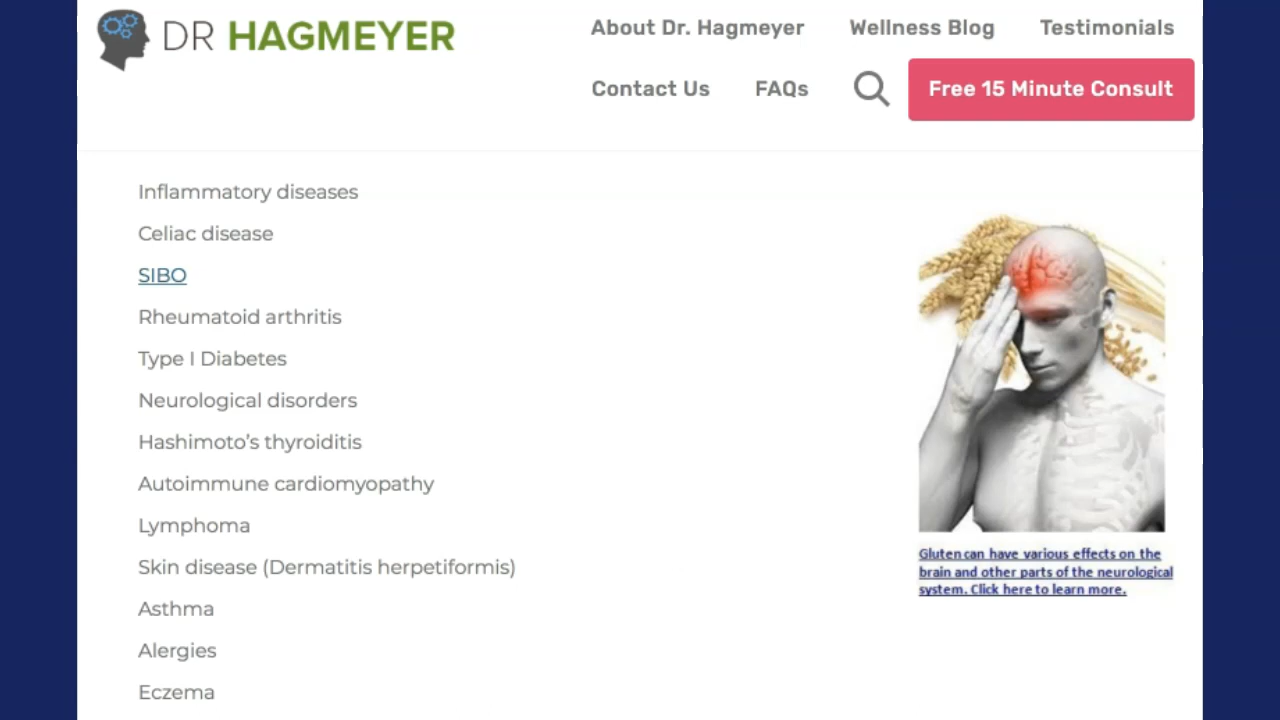 DR HAGMEYER
About Dr. Hagmeyer Wellness Blog Testimonials
Contact Us FAQs Free 15 Minute Consult
Inflammatory diseases
Celiac disease
SIBO
Rheumatoid arthritis
Type I Diabetes
Neurological disorders
Hashimoto’s thyroiditis
Autoimmune cardiomyopathy
Lymphoma
Skin disease (Dermatitis herpetiformis)
Asthma
Alergies
Eczema
Gluten can have various effects on the
brain and other parts of the neurological
system. Click here to learn more.